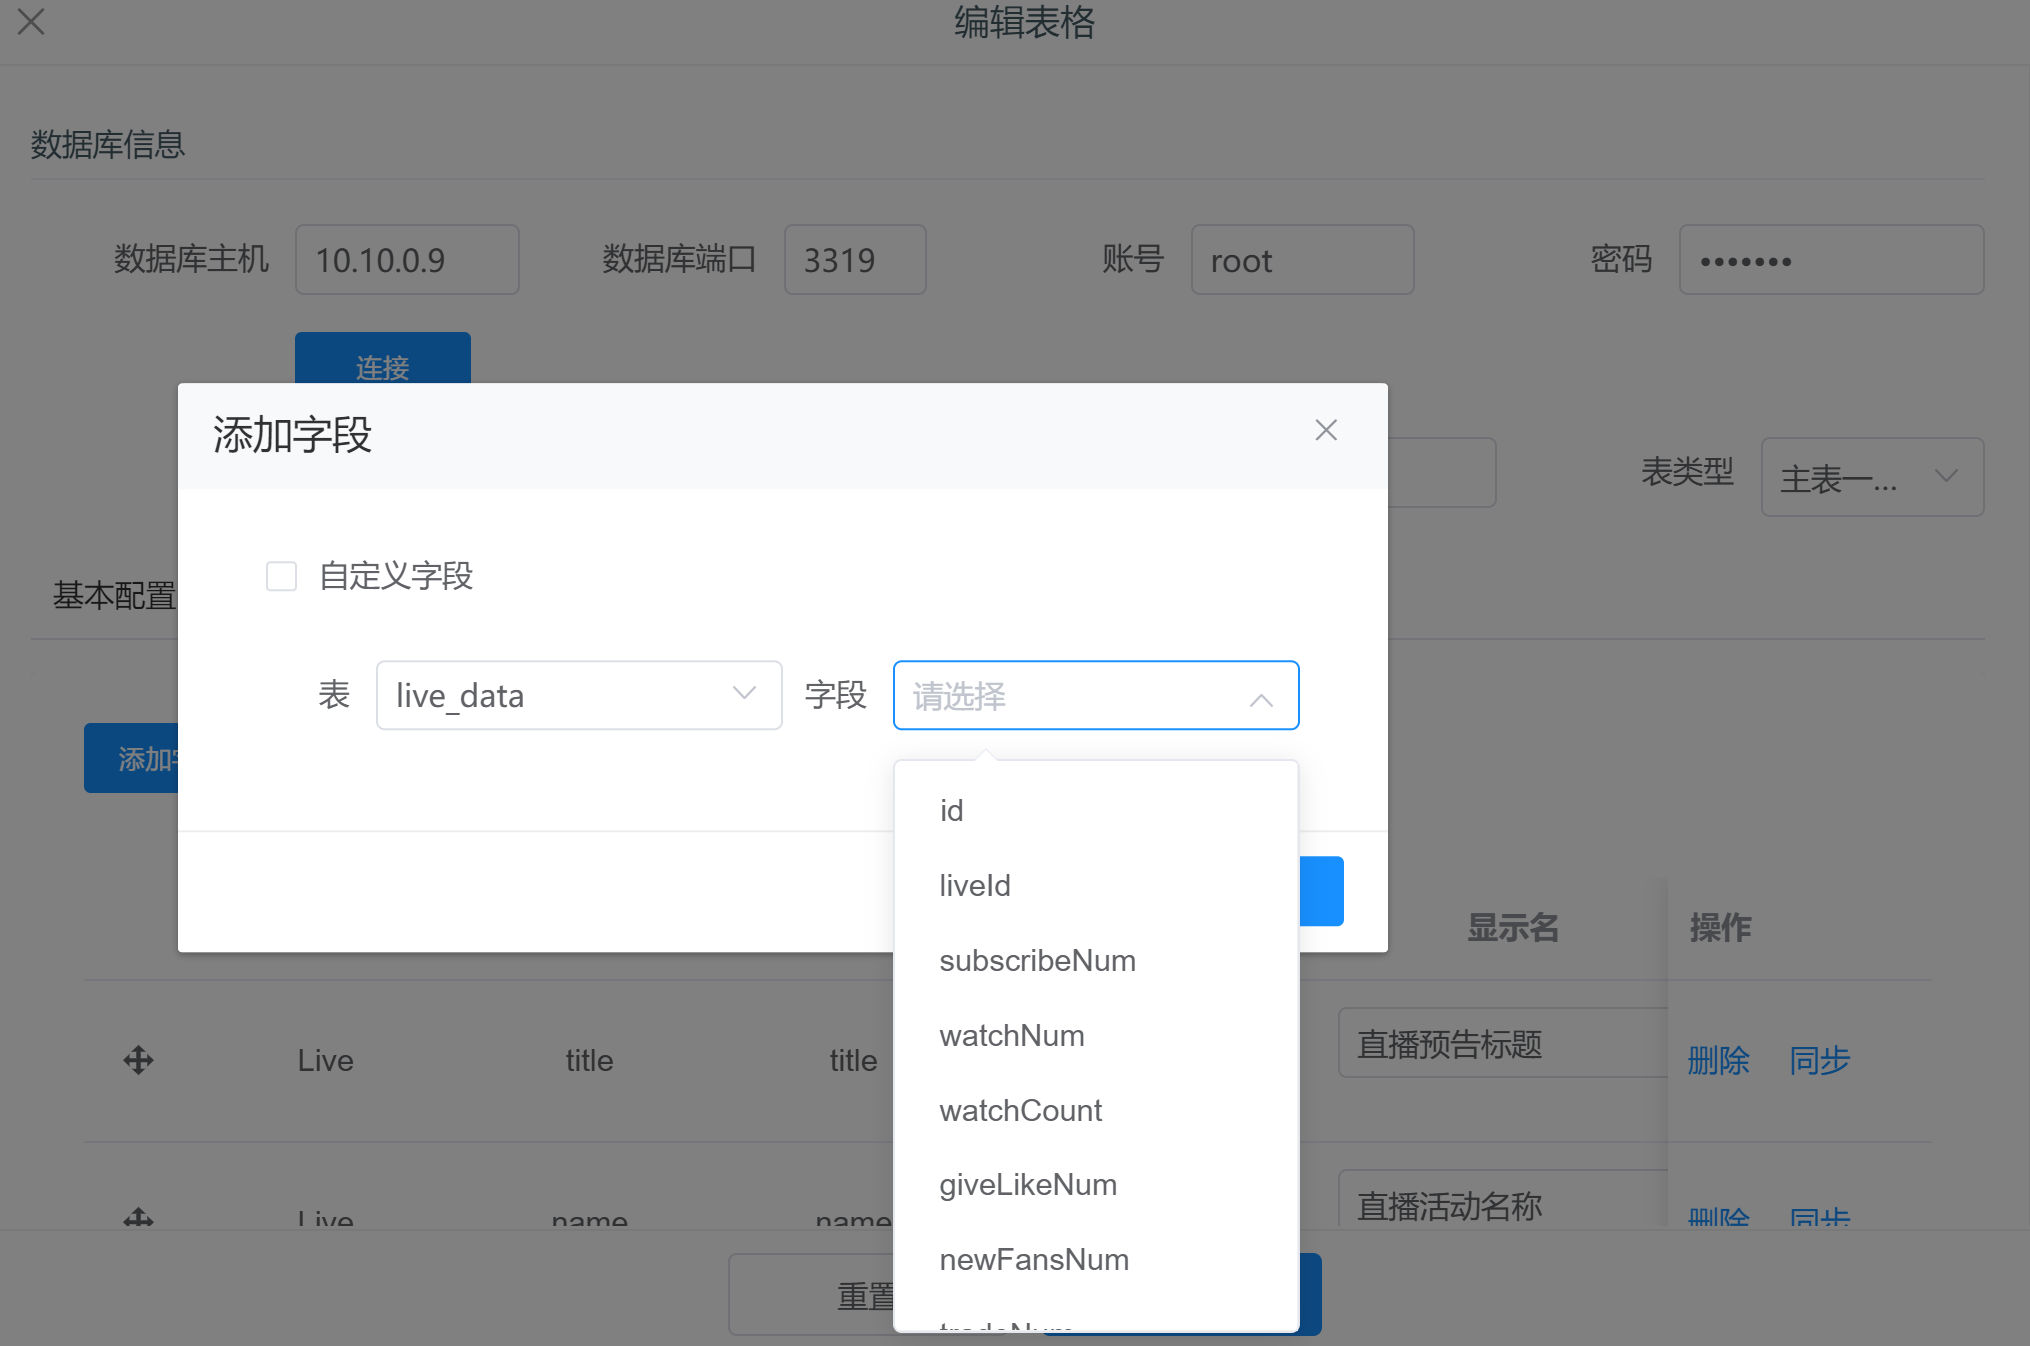 编辑表格
数据库信息
数据库主机 10.10.0.9 数据库端口 3319 账号 root 密码 •••••••
连接
添加字段
表类型 主表一...
自定义字段
基本配置
表 live_data 字段 请选择
添加
id
liveId
显示名 操作
subscribeNum
watchNum
Live title title 直播预告标题 删除 同步
watchCount
giveLikeNum
Live name name 直播活动名称 删除 同步
newFansNum
重置
tradeNum